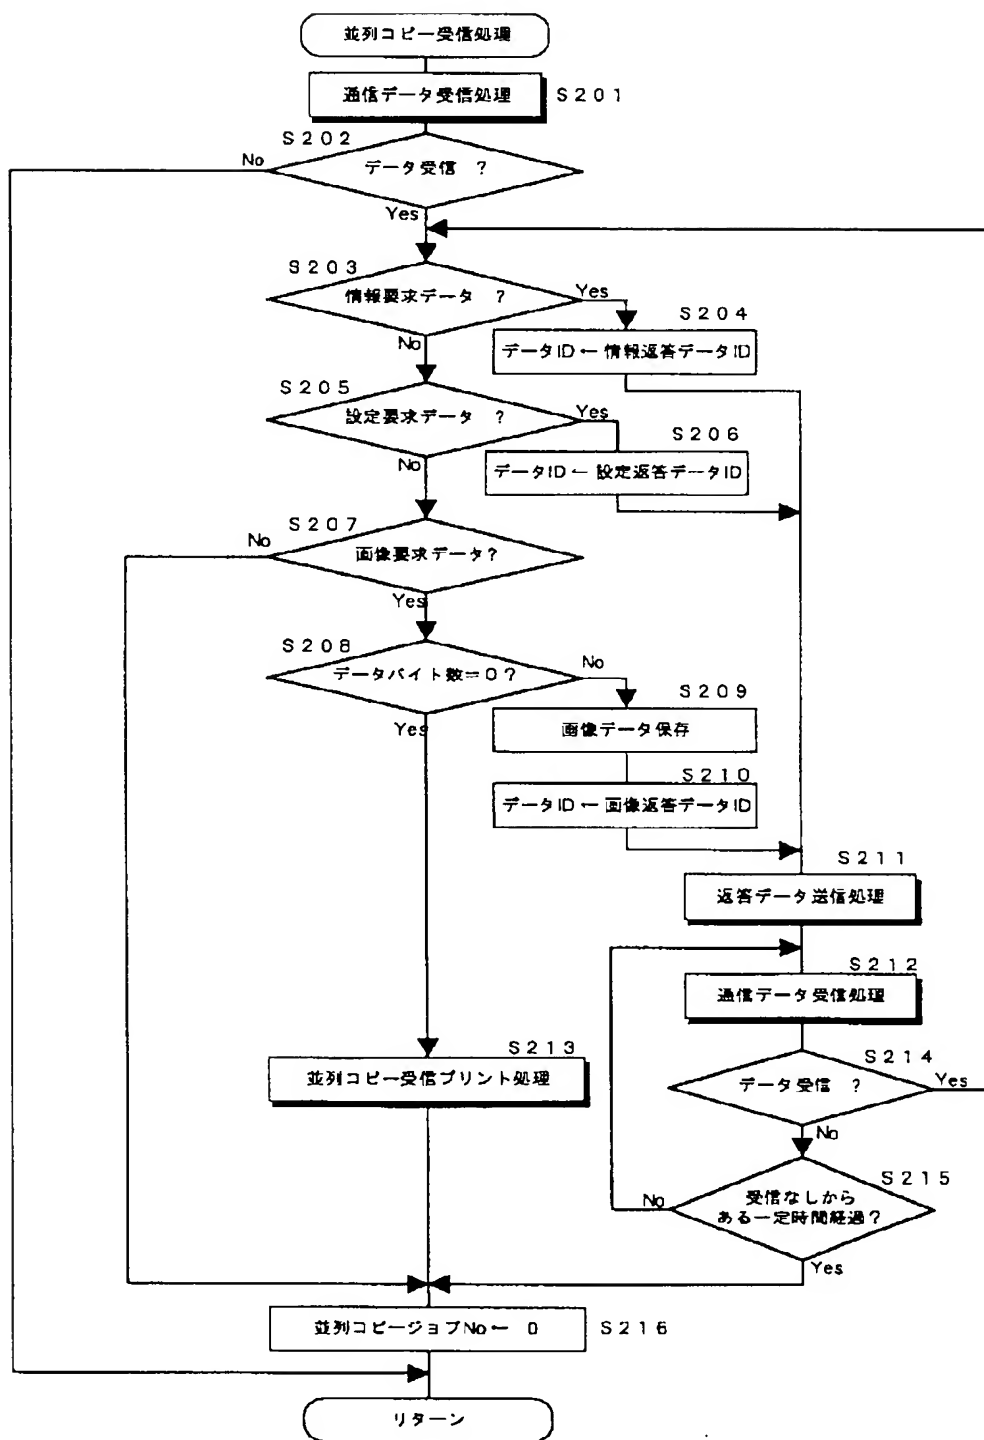 並列コピー受信処理
通信データ受信処理
S201
S202
データ受信 ?
No
Yes
S203
情報要求データ ?
Yes
No
S204
データID ← 情報返答データID
S205
設定要求データ ?
Yes
No
S206
データID ← 設定返答データID
S207
No
画像要求データ?
Yes
S208
データバイト数=0?
No
Yes
S209
画像データ保存
S210
データID ← 画像返答データID
S211
返答データ送信処理
S212
通信データ受信処理
S213
並列コピー受信プリント処理
S214
データ受信 ?
Yes
No
S215
受信なしから
ある一定時間経過?
No
Yes
並列コピージョブNo ← 0
S216
リターン